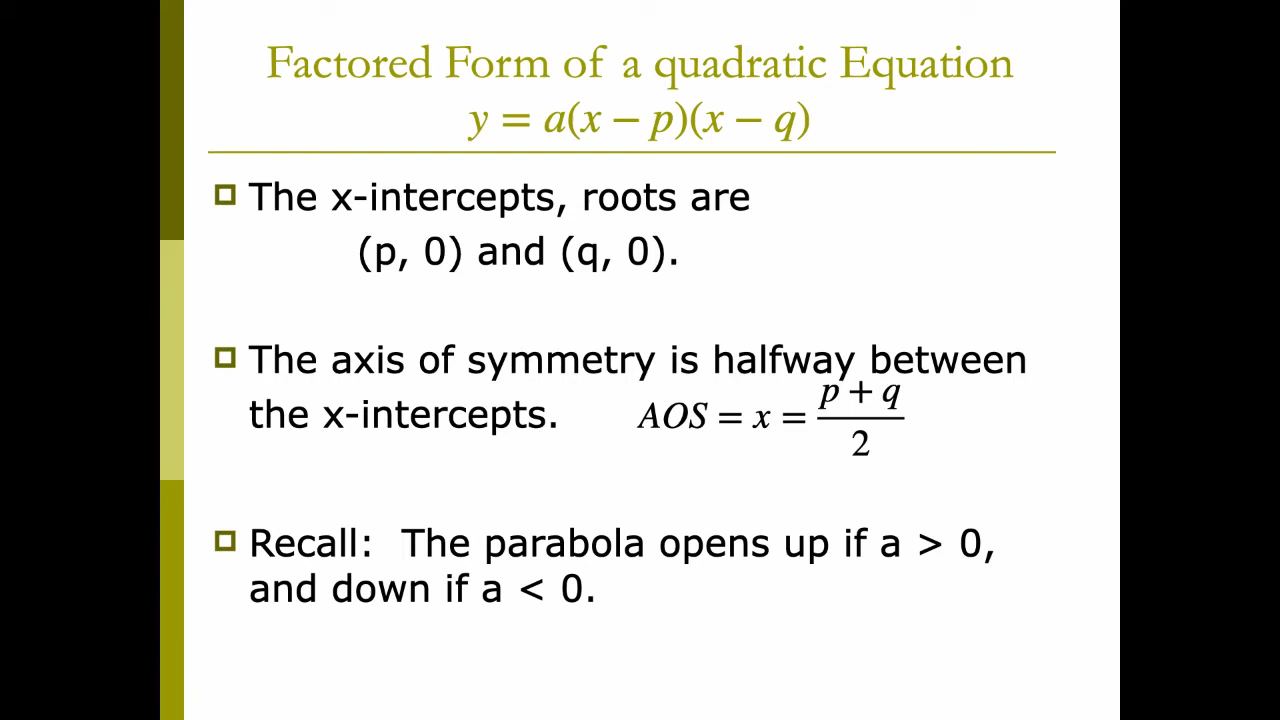 Factored Form of a quadratic Equation
y = a(x − p)(x − q)
The x-intercepts, roots are
(p, 0) and (q, 0).
The axis of symmetry is halfway between
the x-intercepts. AOS = x = \frac{p + q}{2}
Recall: The parabola opens up if a > 0,
and down if a < 0.